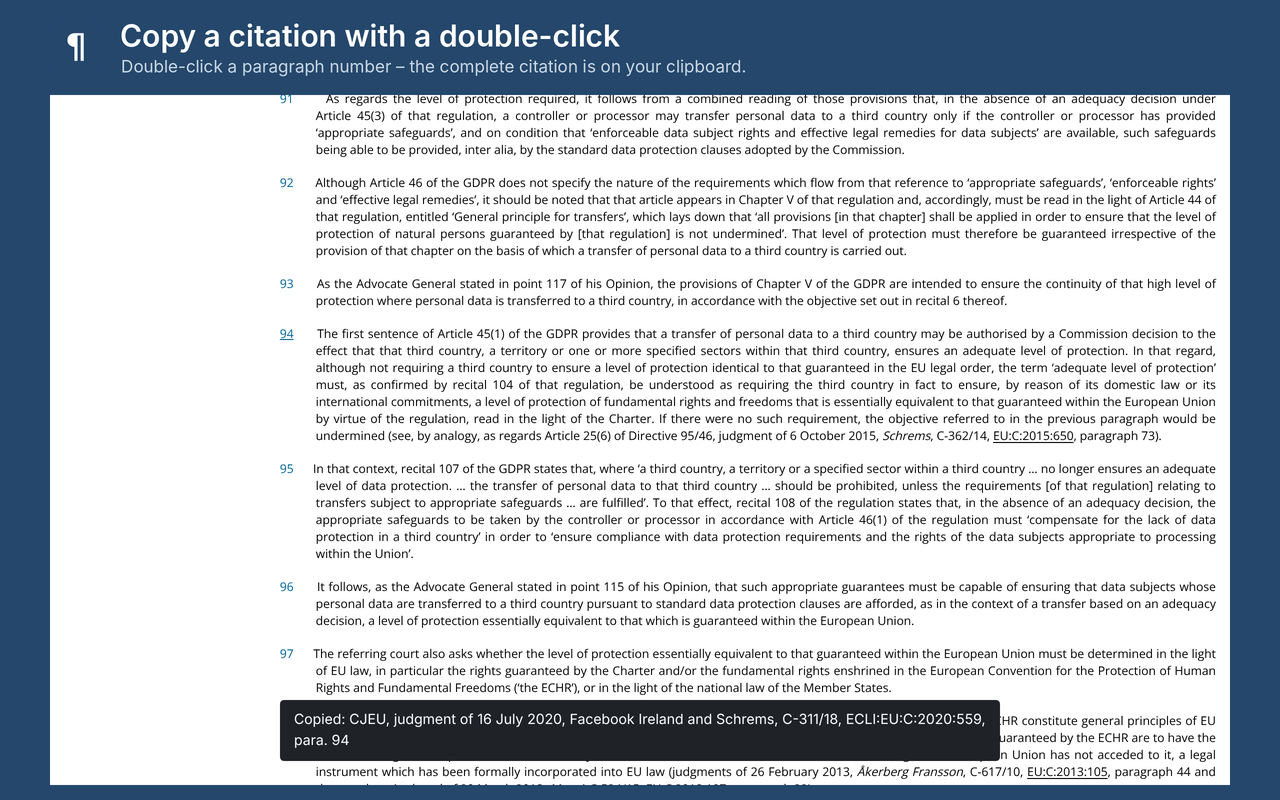 ¶ Copy a citation with a double-click
Double-click a paragraph number – the complete citation is on your clipboard.
91 As regards the level of protection required, it follows from a combined reading of those provisions that, in the absence of an adequacy decision under
Article 45(3) of that regulation, a controller or processor may transfer personal data to a third country only if the controller or processor has provided
‘appropriate safeguards’, and on condition that ‘enforceable data subject rights and effective legal remedies for data subjects’ are available, such safeguards
being able to be provided, inter alia, by the standard data protection clauses adopted by the Commission.
92 Although Article 46 of the GDPR does not specify the nature of the requirements which flow from that reference to ‘appropriate safeguards’, ‘enforceable rights’
and ‘effective legal remedies’, it should be noted that that article appears in Chapter V of that regulation and, accordingly, must be read in the light of Article 44 of
that regulation, entitled ‘General principle for transfers’, which lays down that ‘all provisions [in that chapter] shall be applied in order to ensure that the level of
protection of natural persons guaranteed by [that regulation] is not undermined’. That level of protection must therefore be guaranteed irrespective of the
provision of that chapter on the basis of which a transfer of personal data to a third country is carried out.
93 As the Advocate General stated in point 117 of his Opinion, the provisions of Chapter V of the GDPR are intended to ensure the continuity of that high level of
protection where personal data is transferred to a third country, in accordance with the objective set out in recital 6 thereof.
94 The first sentence of Article 45(1) of the GDPR provides that a transfer of personal data to a third country may be authorised by a Commission decision to the
effect that that third country, a territory or one or more specified sectors within that third country, ensures an adequate level of protection. In that regard,
although not requiring a third country to ensure a level of protection identical to that guaranteed in the EU legal order, the term ‘adequate level of protection’
must, as confirmed by recital 104 of that regulation, be understood as requiring the third country in fact to ensure, by reason of its domestic law or its
international commitments, a level of protection of fundamental rights and freedoms that is essentially equivalent to that guaranteed within the European Union
by virtue of the regulation, read in the light of the Charter. If there were no such requirement, the objective referred to in the previous paragraph would be
undermined (see, by analogy, as regards Article 25(6) of Directive 95/46, judgment of 6 October 2015, Schrems, C-362/14, EU:C:2015:650, paragraph 73).
95 In that context, recital 107 of the GDPR states that, where ‘a third country, a territory or a specified sector within a third country … no longer ensures an adequate
level of data protection. … the transfer of personal data to that third country … should be prohibited, unless the requirements [of that regulation] relating to
transfers subject to appropriate safeguards … are fulfilled’. To that effect, recital 108 of the regulation states that, in the absence of an adequacy decision, the
appropriate safeguards to be taken by the controller or processor in accordance with Article 46(1) of the regulation must ‘compensate for the lack of data
protection in a third country’ in order to ‘ensure compliance with data protection requirements and the rights of the data subjects appropriate to processing
within the Union’.
96 It follows, as the Advocate General stated in point 115 of his Opinion, that such appropriate guarantees must be capable of ensuring that data subjects whose
personal data are transferred to a third country pursuant to standard data protection clauses are afforded, as in the context of a transfer based on an adequacy
decision, a level of protection essentially equivalent to that which is guaranteed within the European Union.
97 The referring court also asks whether the level of protection essentially equivalent to that guaranteed within the European Union must be determined in the light
of EU law, in particular the rights guaranteed by the Charter and/or the fundamental rights enshrined in the European Convention for the Protection of Human
Rights and Fundamental Freedoms (‘the ECHR’), or in the light of the national law of the Member States.
Copied: CJEU, judgment of 16 July 2020, Facebook Ireland and Schrems, C-311/18, ECLI:EU:C:2020:559,
para. 94
constitute general principles of EU
by the ECHR are to have the
Union has not acceded to it, a legal
instrument which has been formally incorporated into EU law (judgments of 26 February 2013, Åkerberg Fransson, C-617/10, EU:C:2013:105, paragraph 44 and